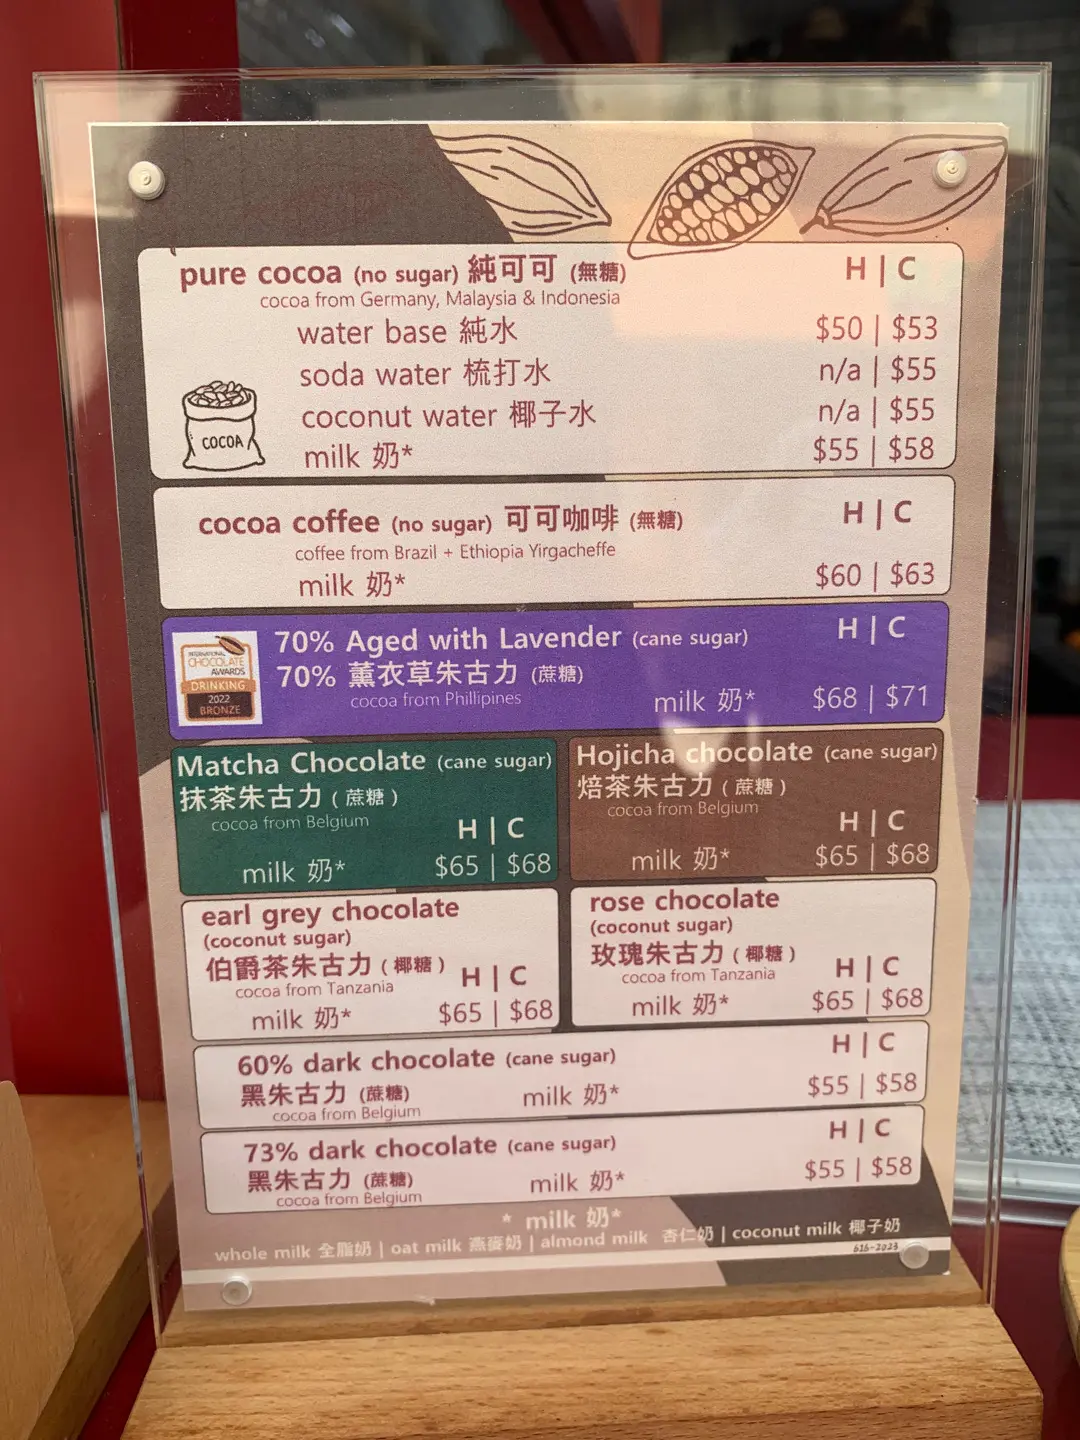 pure cocoa (no sugar) 純可可 (無糖) H | C
cocoa from Germany, Malaysia & Indonesia
water base 純水 $50 | $53
soda water 梳打水 n/a | $55
coconut water 椰子水 n/a | $55
milk 奶* $55 | $58
COCOA
cocoa coffee (no sugar) 可可咖啡 (無糖) H | C
coffee from Brazil + Ethiopia Yirgacheffe
milk 奶* $60 | $63
INTERNATIONAL
CHOCOLATE
AWARDS
DRINKING
2022
BRONZE
70% Aged with Lavender (cane sugar) H | C
70% 薰衣草朱古力 (蔗糖)
cocoa from Phillipines
milk 奶* $68 | $71
Matcha Chocolate (cane sugar)
抹茶朱古力 (蔗糖)
cocoa from Belgium
H | C
milk 奶* $65 | $68
Hojicha chocolate (cane sugar)
焙茶朱古力 (蔗糖)
cocoa from Belgium
H | C
milk 奶* $65 | $68
earl grey chocolate
(coconut sugar)
伯爵茶朱古力 (椰糖) H | C
cocoa from Tanzania
milk 奶* $65 | $68
rose chocolate
(coconut sugar)
玫瑰朱古力 (椰糖) H | C
cocoa from Tanzania
milk 奶* $65 | $68
60% dark chocolate (cane sugar) H | C
黑朱古力 (蔗糖) milk 奶* $55 | $58
cocoa from Belgium
73% dark chocolate (cane sugar) H | C
黑朱古力 (蔗糖) milk 奶* $55 | $58
cocoa from Belgium
* milk 奶*
whole milk 全脂奶 | oat milk 燕麥奶 | almond milk 杏仁奶 | coconut milk 椰子奶